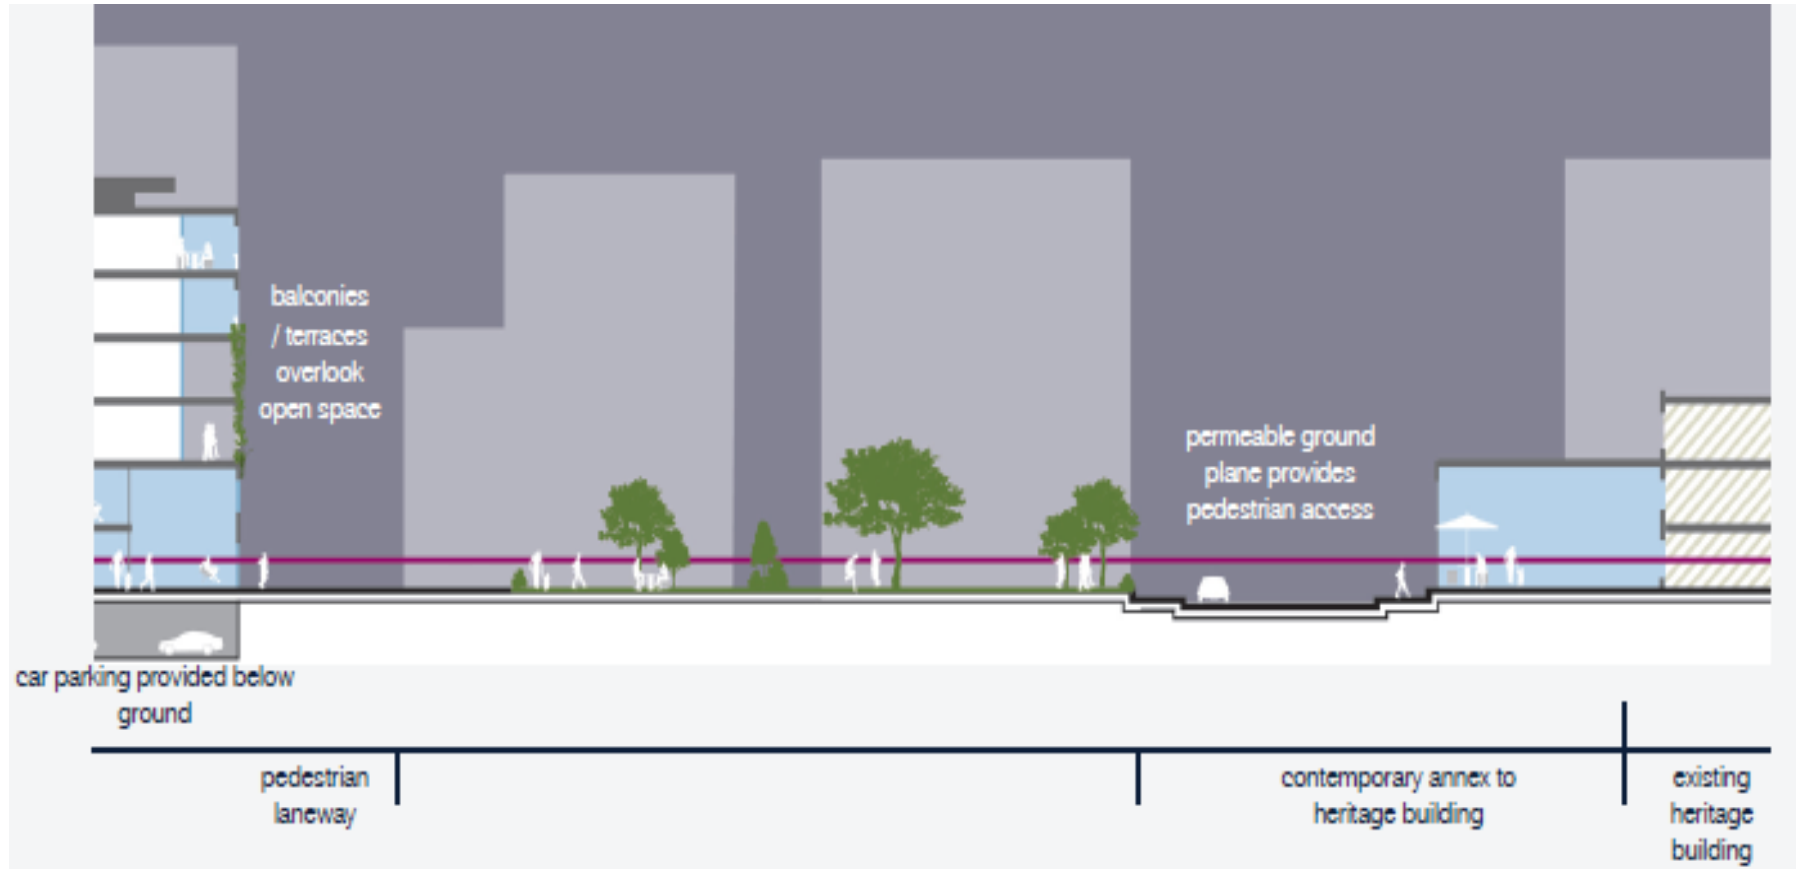 balconies
/ terraces
overlook
open space
permeable ground
plane provides
pedestrian access
car parking provided below
ground
pedestrian
laneway
contemporary annex to
heritage building
existing
heritage
building